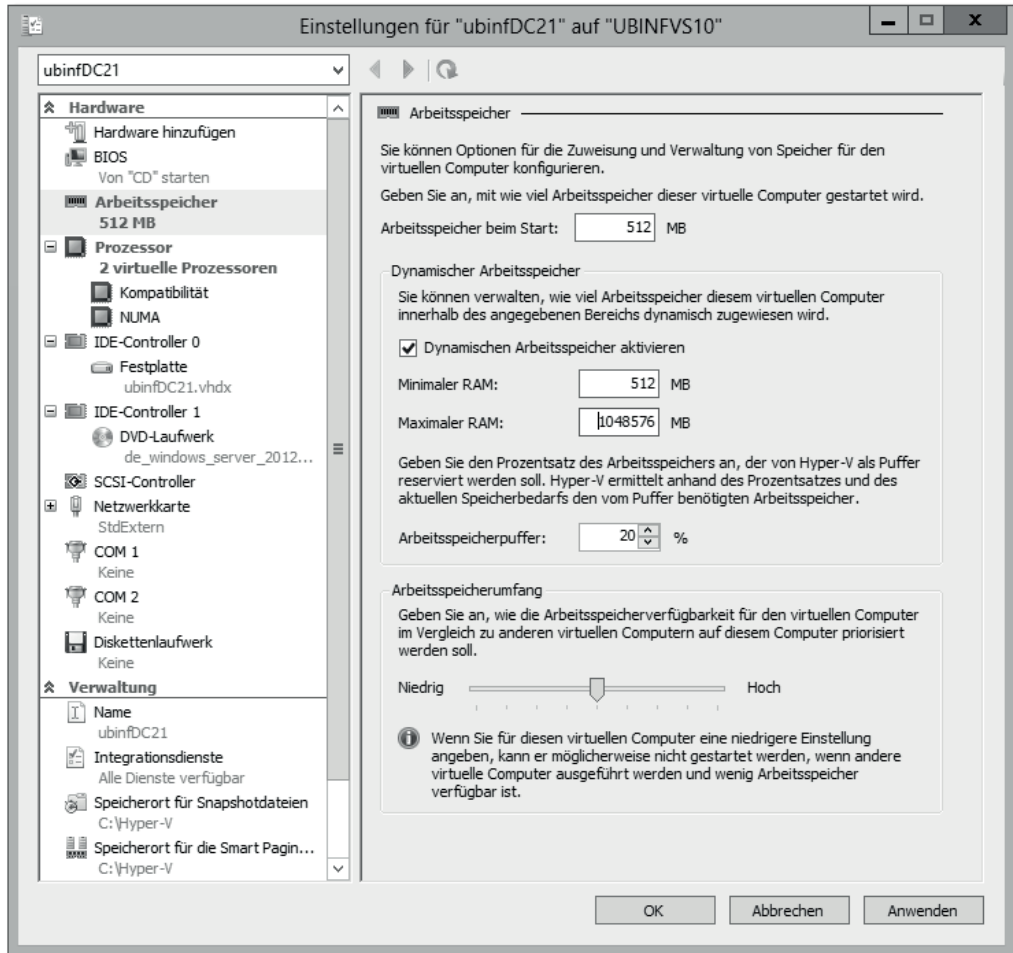 Einstellungen für "ubinfDC21" auf "UBINFVS10"
ubinfDC21
Hardware
Hardware hinzufügen
BIOS
Von "CD" starten
Arbeitsspeicher
512 MB
Prozessor
2 virtuelle Prozessoren
Kompatibilität
NUMA
IDE-Controller 0
Festplatte
ubinfDC21.vhdx
IDE-Controller 1
DVD-Laufwerk
de_windows_server_2012...
SCSI-Controller
Netzwerkkarte
StdExtern
COM 1
Keine
COM 2
Keine
Diskettenlaufwerk
Keine
Verwaltung
Name
ubinfDC21
Integrationsdienste
Alle Dienste verfügbar
Speicherort für Snapshotdateien
C:\Hyper-V
Speicherort für die Smart Pagin...
C:\Hyper-V
Arbeitsspeicher
Sie können Optionen für die Zuweisung und Verwaltung von Speicher für den
virtuellen Computer konfigurieren.
Geben Sie an, mit wie viel Arbeitsspeicher dieser virtuelle Computer gestartet wird.
Arbeitsspeicher beim Start: 512 MB
Dynamischer Arbeitsspeicher
Sie können verwalten, wie viel Arbeitsspeicher diesem virtuellen Computer
innerhalb des angegebenen Bereichs dynamisch zugewiesen wird.
Dynamischen Arbeitsspeicher aktivieren
Minimaler RAM: 512 MB
Maximaler RAM: 1048576 MB
Geben Sie den Prozentsatz des Arbeitsspeichers an, der von Hyper-V als Puffer
reserviert werden soll. Hyper-V ermittelt anhand des Prozentsatzes und des
aktuellen Speicherbedarfs den vom Puffer benötigten Arbeitsspeicher.
Arbeitsspeicherpuffer: 20 %
Arbeitsspeicherumfang
Geben Sie an, wie die Arbeitsspeicherverfügbarkeit für den virtuellen Computer
im Vergleich zu anderen virtuellen Computern auf diesem Computer priorisiert
werden soll.
Niedrig Hoch
Wenn Sie für diesen virtuellen Computer eine niedrigere Einstellung
angeben, kann er möglicherweise nicht gestartet werden, wenn andere
virtuelle Computer ausgeführt werden und wenig Arbeitsspeicher
verfügbar ist.
OK Abbrechen Anwenden